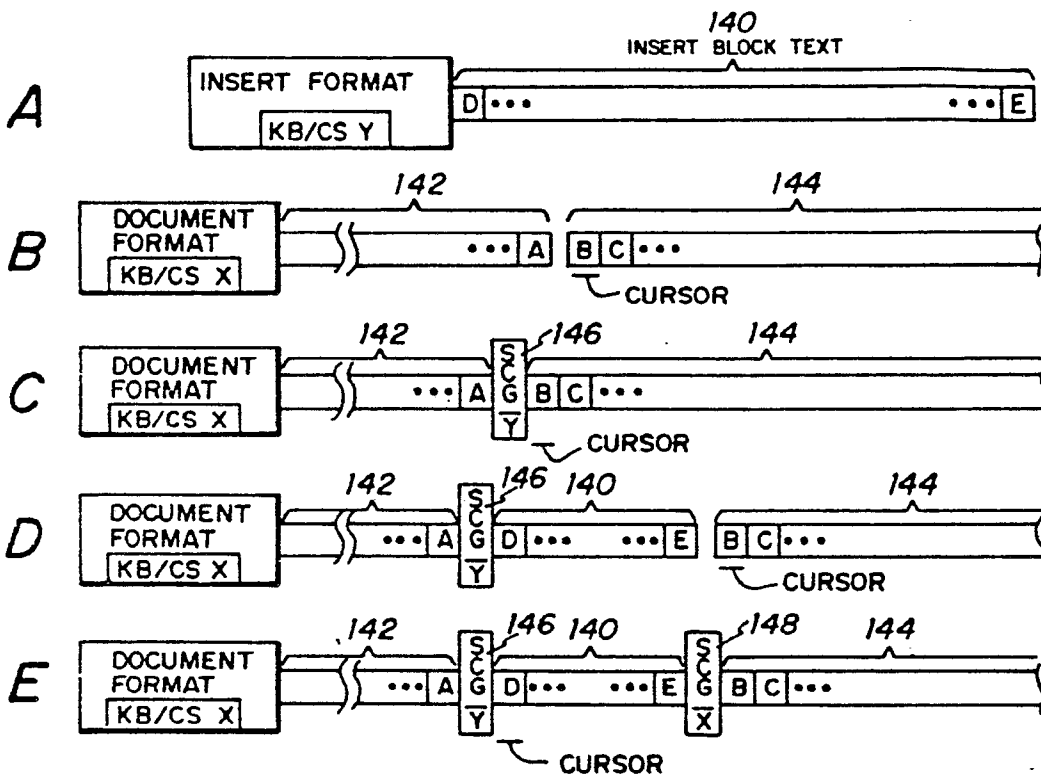 140
INSERT BLOCK TEXT
A
INSERT FORMAT
KB/CS Y
D ••• ••• E
142 144
B
DOCUMENT
FORMAT
KB/CS X
••• A B C •••
CURSOR
142 146 144
C
DOCUMENT
FORMAT
KB/CS X
••• A SCG Y B C •••
CURSOR
142 146 140 144
D
DOCUMENT
FORMAT
KB/CS X
••• A SCG Y D ••• ••• E B C •••
CURSOR
142 146 140 148 144
E
DOCUMENT
FORMAT
KB/CS X
••• A SCG Y D ••• ••• E SCG X B C •••
CURSOR